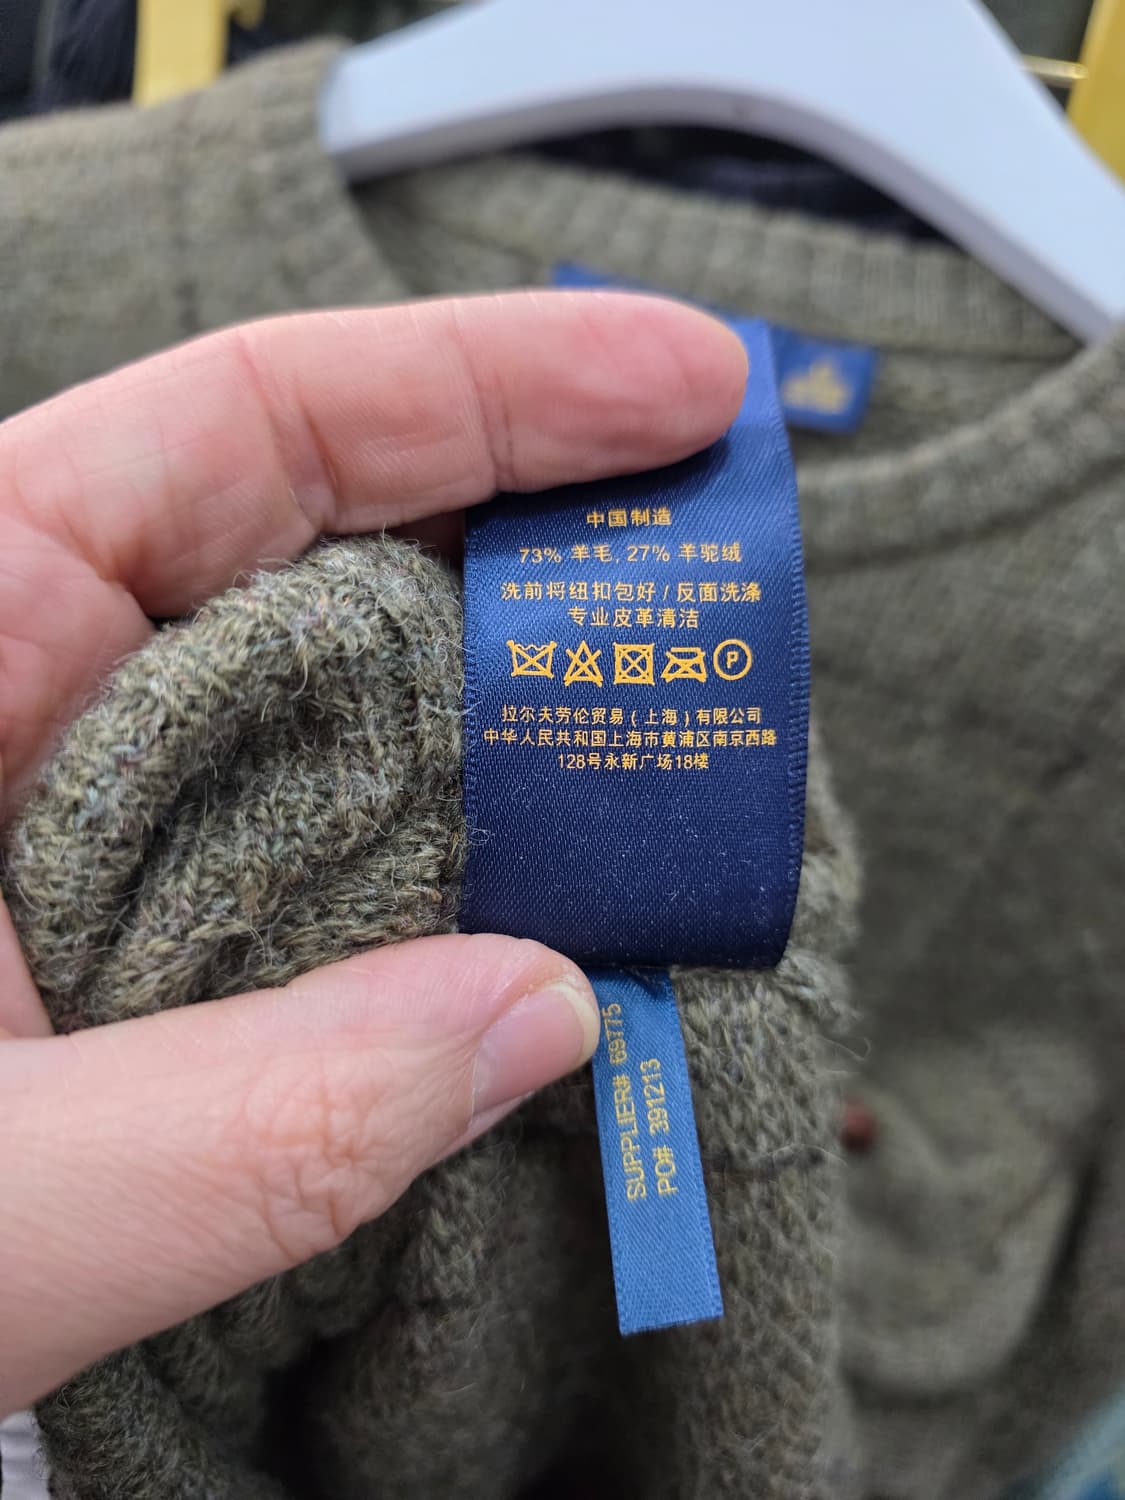 中国制造
73% 羊毛, 27% 羊驼绒
洗前将纽扣包好 / 反面洗涤
专业皮革清洁
P
拉尔夫劳伦贸易 ( 上海 ) 有限公司
中华人民共和国上海市黄浦区南京西路
128号永新广场18楼
SUPPLIER# 69775
PO# 391213